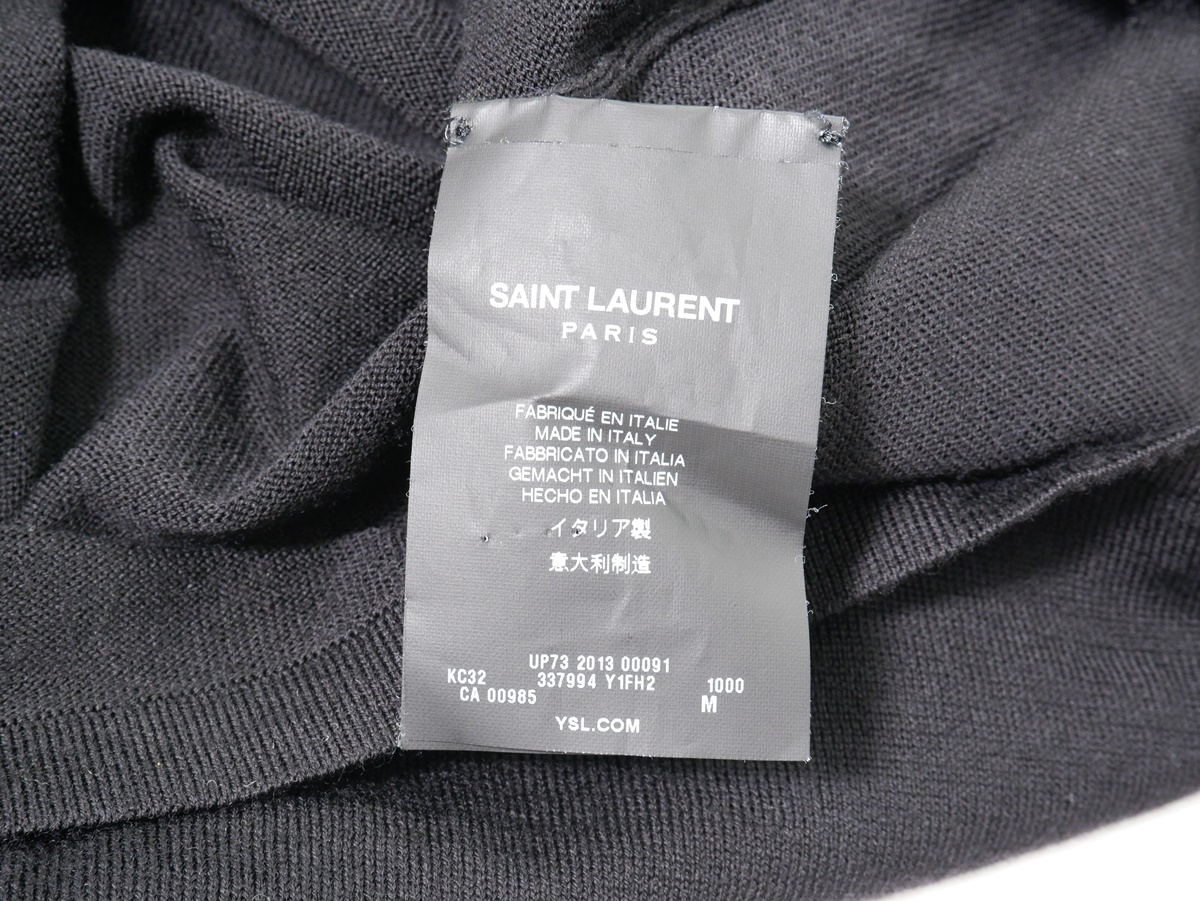 SAINT LAURENT
PARIS
FABRIQUÉ EN ITALIE
MADE IN ITALY
FABBRICATO IN ITALIA
GEMACHT IN ITALIEN
HECHO EN ITALIA
イタリア製
意大利制造
UP73 2013 00091
KC32 337994 Y1FH2 1000
CA 00985 M
YSL.COM